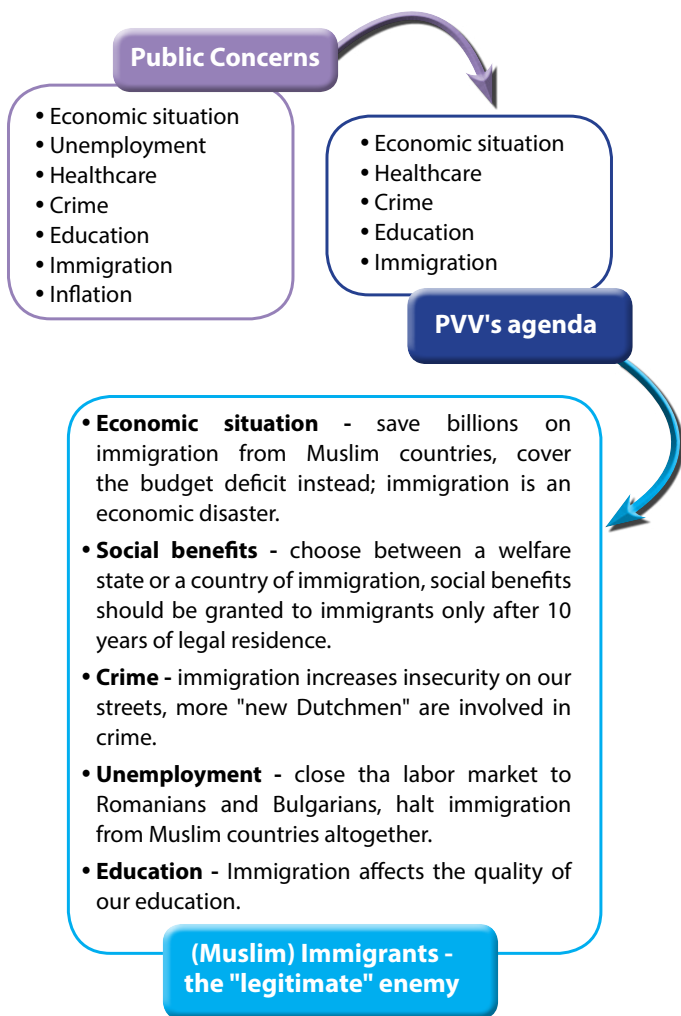 Public Concerns
• Economic situation
• Unemployment
• Healthcare
• Crime
• Education
• Immigration
• Inflation
• Economic situation
• Healthcare
• Crime
• Education
• Immigration
PVV's agenda
• Economic situation - save billions on
immigration from Muslim countries, cover
the budget deficit instead; immigration is an
economic disaster.
• Social benefits - choose between a welfare
state or a country of immigration, social benefits
should be granted to immigrants only after 10
years of legal residence.
• Crime - immigration increases insecurity on our
streets, more "new Dutchmen" are involved in
crime.
• Unemployment - close tha labor market to
Romanians and Bulgarians, halt immigration
from Muslim countries altogether.
• Education - Immigration affects the quality of
our education.
(Muslim) Immigrants -
the "legitimate" enemy